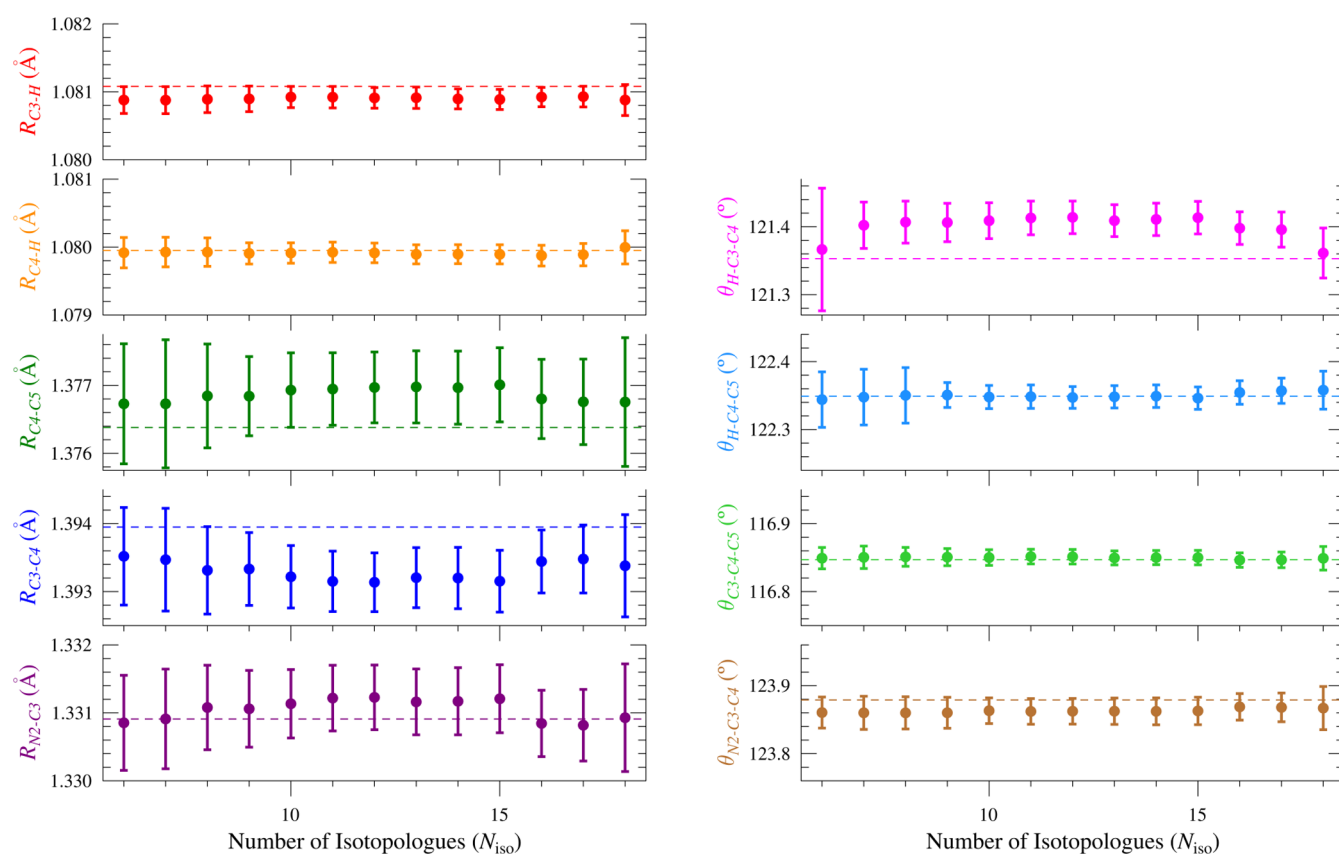 1.082
1.081
1.080
R_C3-H (Å)
1.081
1.080
1.079
R_C4-H (Å)
1.377
1.376
R_C4-C5 (Å)
1.394
1.393
R_C3-C4 (Å)
1.332
1.331
1.330
R_N2-C3 (Å)
10 15
Number of Isotopologues (N_iso)
121.4
121.3
θ_H-C3-C4 (º)
122.4
122.3
θ_H-C4-C5 (º)
116.9
116.8
θ_C3-C4-C5 (º)
123.9
123.8
θ_N2-C3-C4 (º)
10 15
Number of Isotopologues (N_iso)